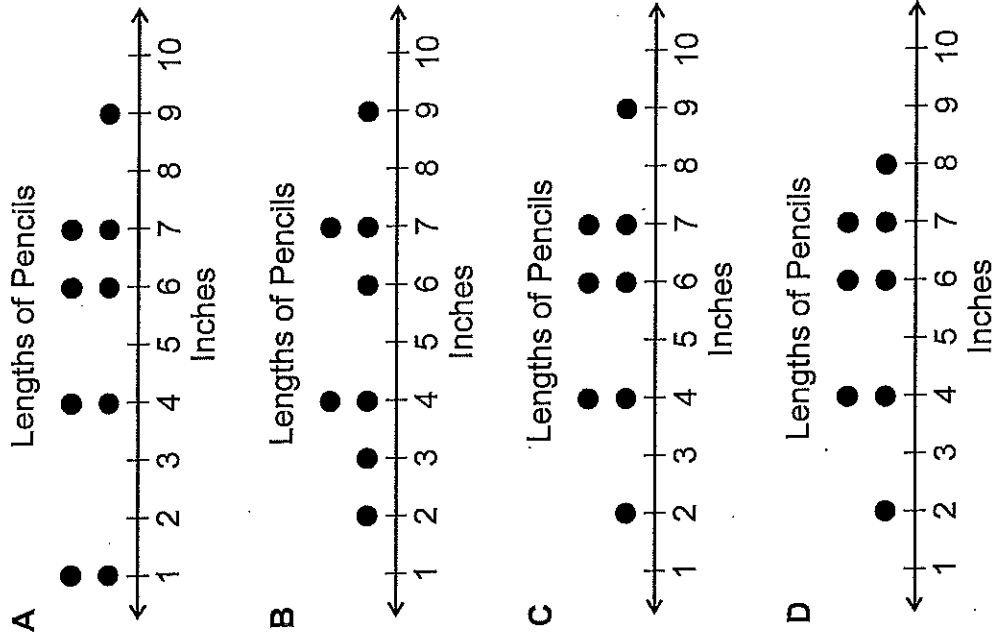 A
Lengths of Pencils
1 2 3 4 5 6 7 8 9 10
Inches
B
Lengths of Pencils
1 2 3 4 5 6 7 8 9 10
Inches
C
Lengths of Pencils
1 2 3 4 5 6 7 8 9 10
Inches
D
Lengths of Pencils
1 2 3 4 5 6 7 8 9 10
Inches